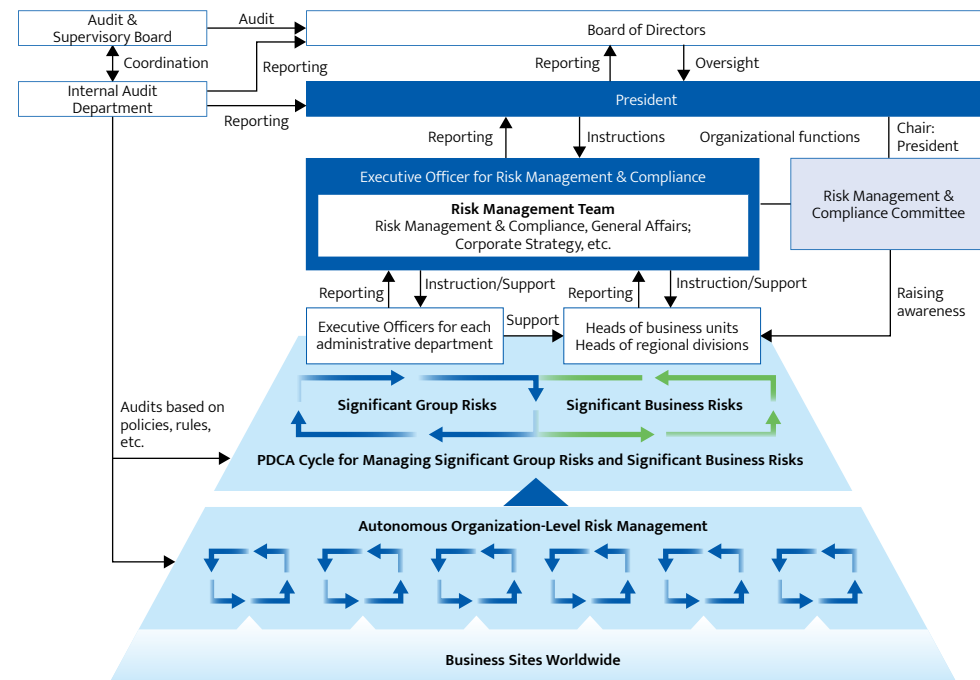 Audit &
Supervisory Board
Audit
Board of Directors
Coordination
Reporting
Reporting
Oversight
Internal Audit
Department
Reporting
President
Reporting
Instructions
Organizational functions
Chair:
President
Executive Officer for Risk Management & Compliance
Risk Management Team
Risk Management & Compliance, General Affairs;
Corporate Strategy, etc.
Risk Management &
Compliance Committee
Reporting
Instruction/Support
Reporting
Instruction/Support
Raising
awareness
Executive Officers for each
administrative department
Support
Heads of business units
Heads of regional divisions
Significant Group Risks
Significant Business Risks
Audits based on
policies, rules,
etc.
PDCA Cycle for Managing Significant Group Risks and Significant Business Risks
Autonomous Organization-Level Risk Management
Business Sites Worldwide